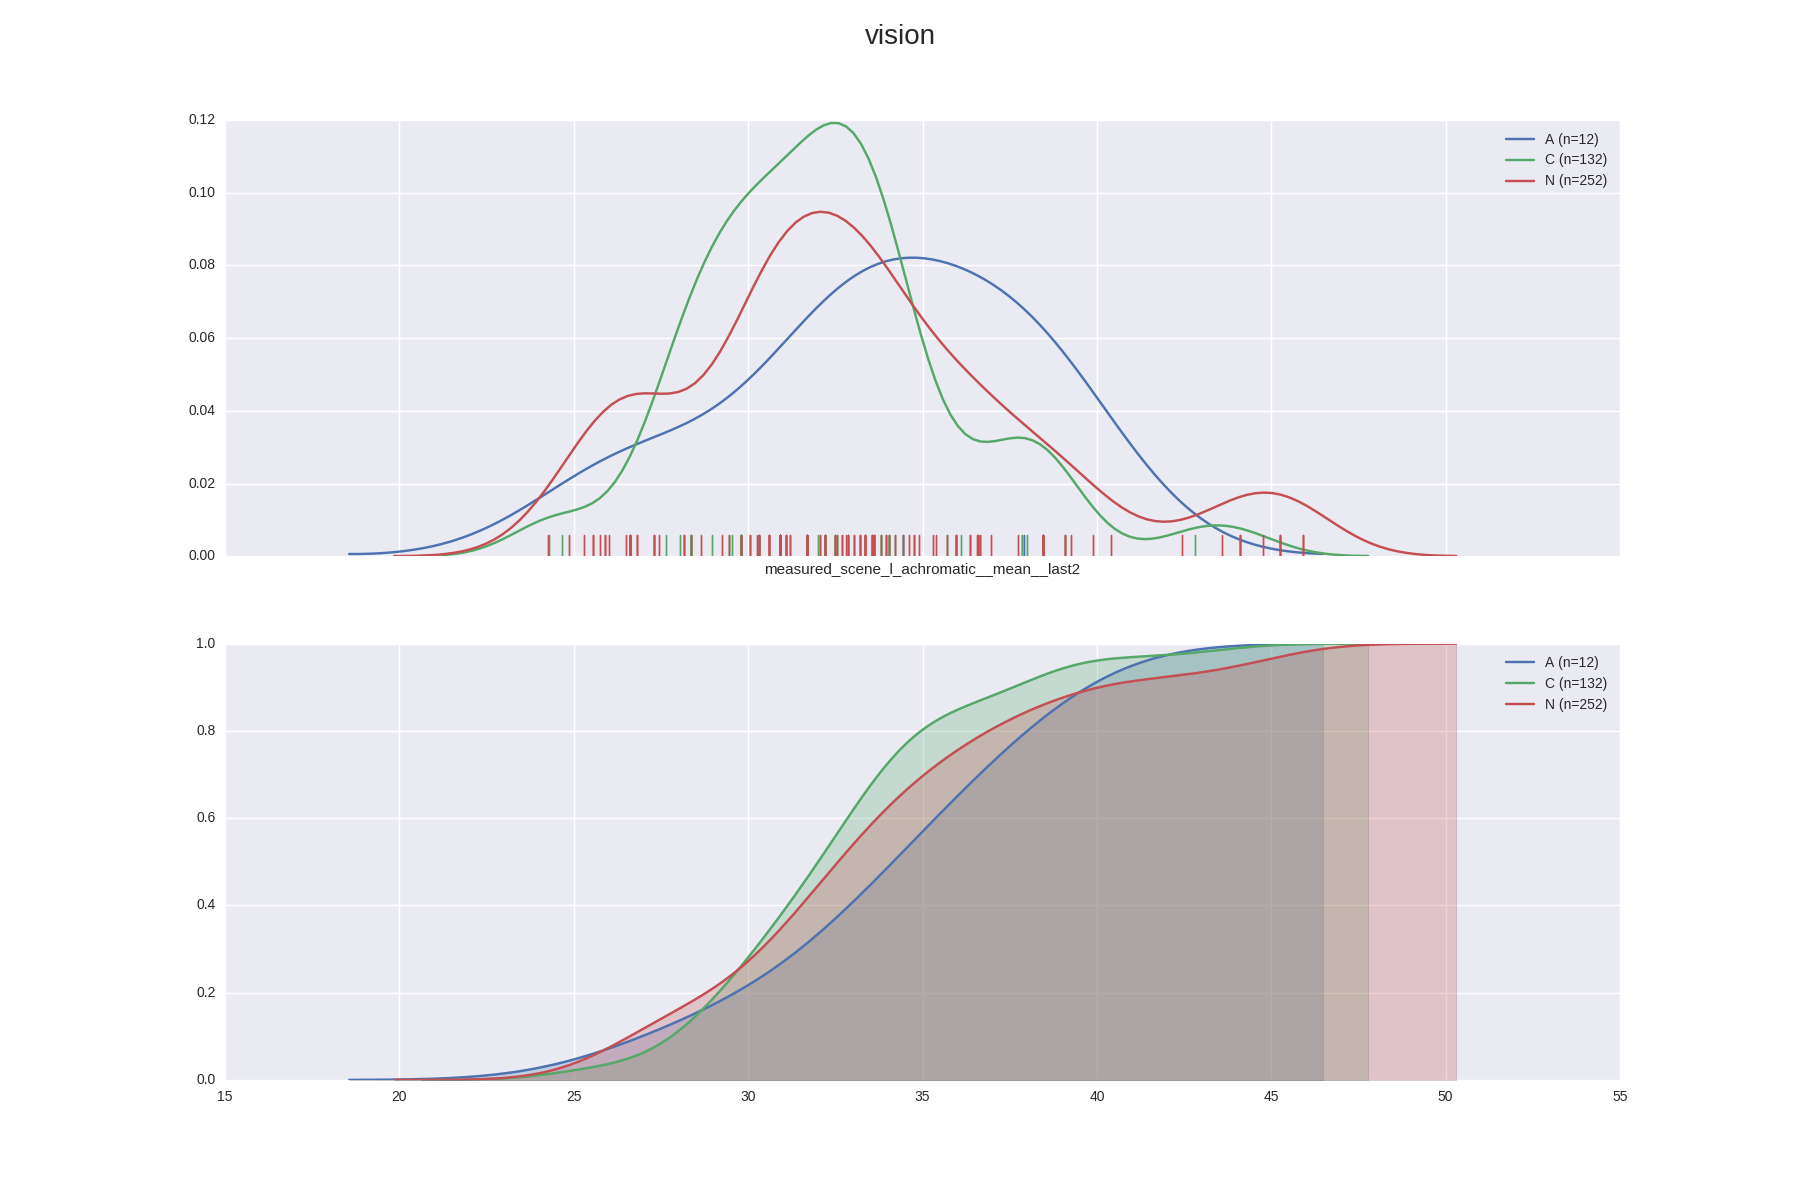 vision
0.12
0.10
0.08
0.06
0.04
0.02
0.00
A (n=12)
C (n=132)
N (n=252)
measured_scene_l_achromatic__mean__last2
1.0
0.8
0.6
0.4
0.2
0.0
A (n=12)
C (n=132)
N (n=252)
15 20 25 30 35 40 45 50 55